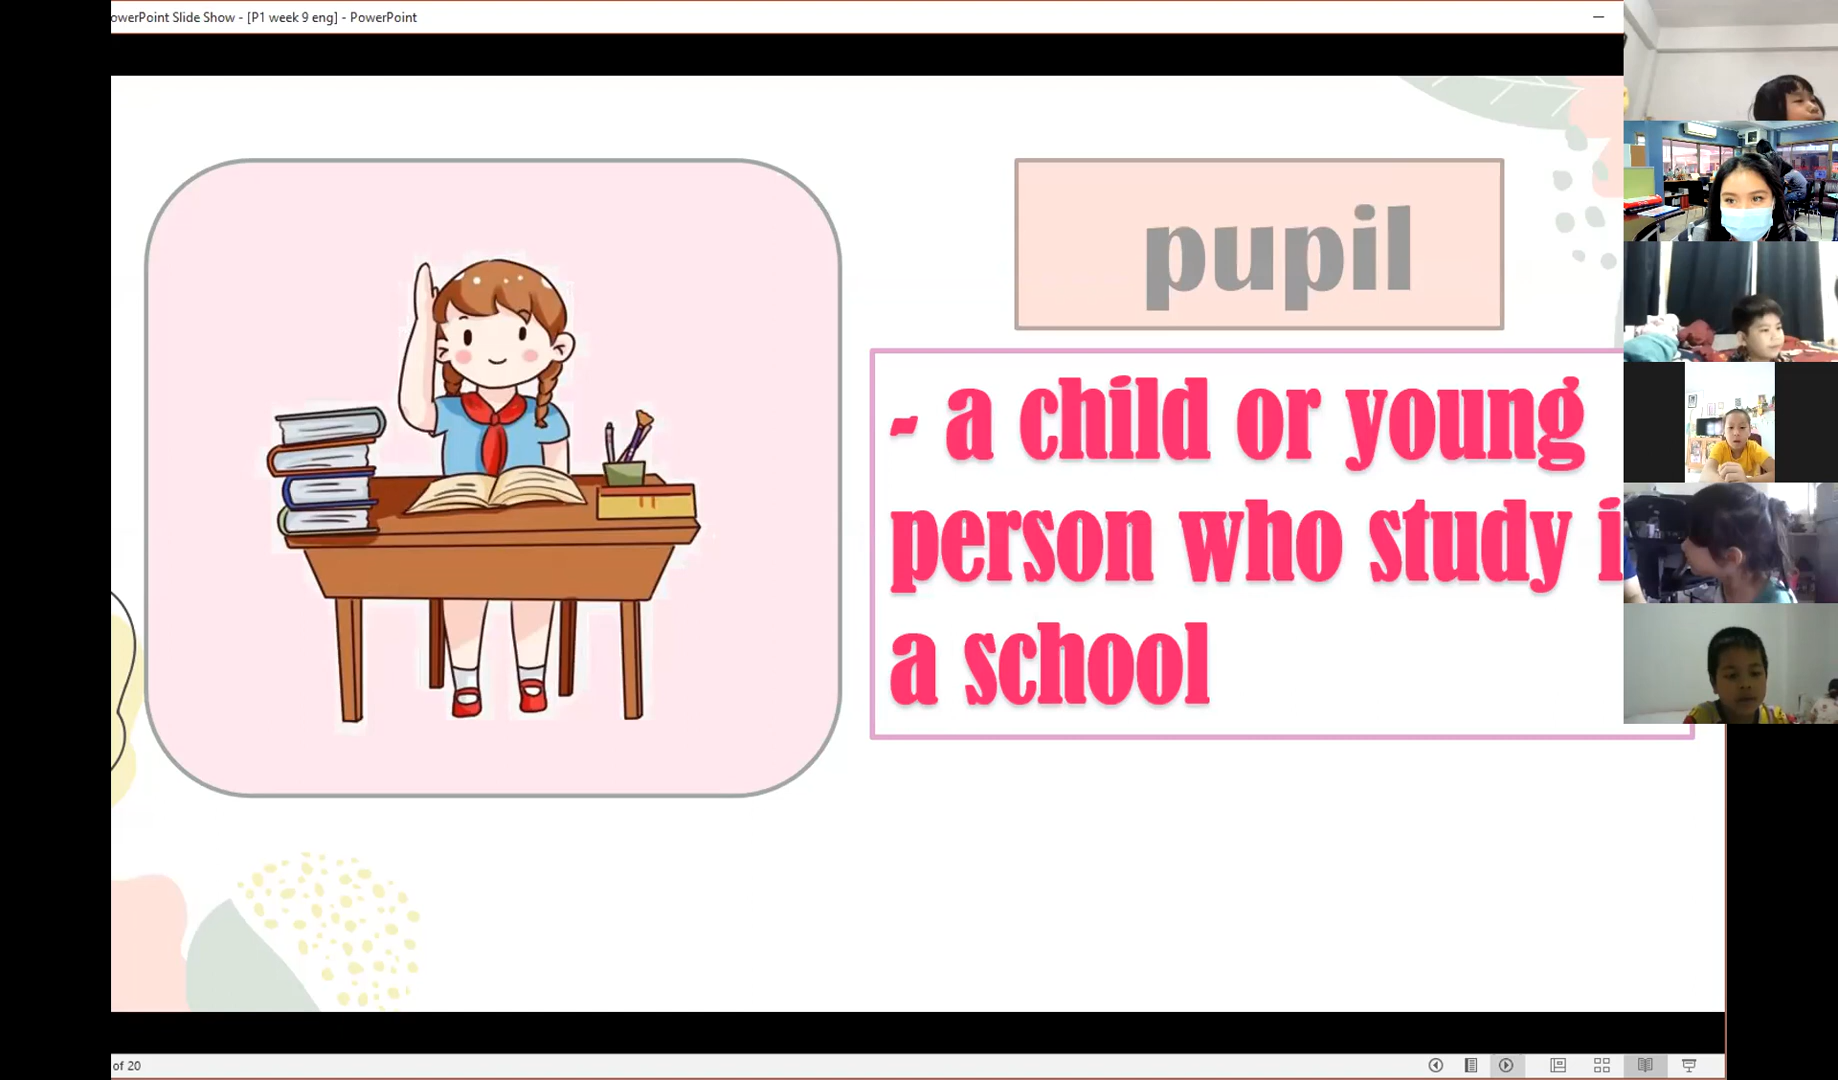 owerPoint Slide Show - [P1 week 9 eng] - PowerPoint
pupil
- a child or young
person who study i
a school
of 20